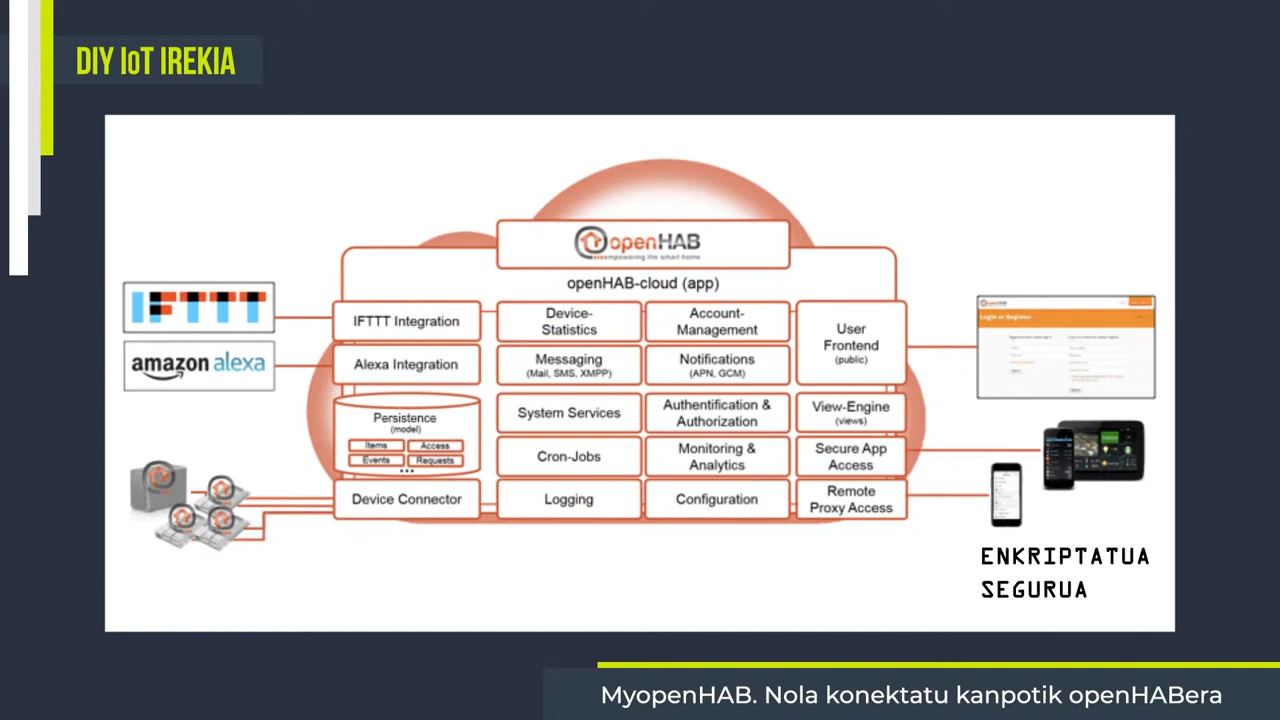 DIY IoT IREKIA
openHAB
empowering the smart home
openHAB-cloud (app)
IFTTT
amazon alexa
IFTTT Integration
Alexa Integration
Persistence
(model)
Items
Access
Events
Requests
...
Device Connector
Device-
Statistics
Messaging
(Mail, SMS, XMPP)
System Services
Cron-Jobs
Logging
Account-
Management
Notifications
(APN, GCM)
Authentification &
Authorization
Monitoring &
Analytics
Configuration
User
Frontend
(public)
View-Engine
(views)
Secure App
Access
Remote
Proxy Access
openHAB
Login or Register
ENKRIPTATUA
SEGURUA
MyopenHAB. Nola konektatu kanpotik openHABera